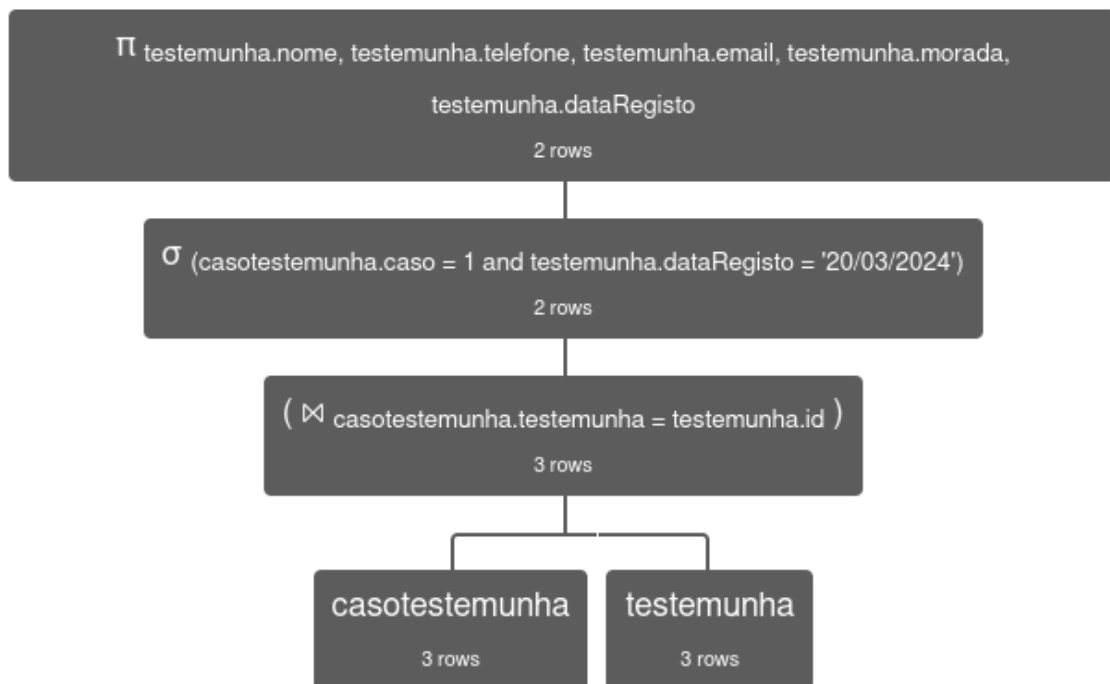 π testemunha.nome, testemunha.telefone, testemunha.email, testemunha.morada,
testemunha.dataRegisto
2 rows
σ (casotestemunha.caso = 1 and testemunha.dataRegisto = '20/03/2024')
2 rows
( ⋈ casotestemunha.testemunha = testemunha.id )
3 rows
casotestemunha
3 rows
testemunha
3 rows